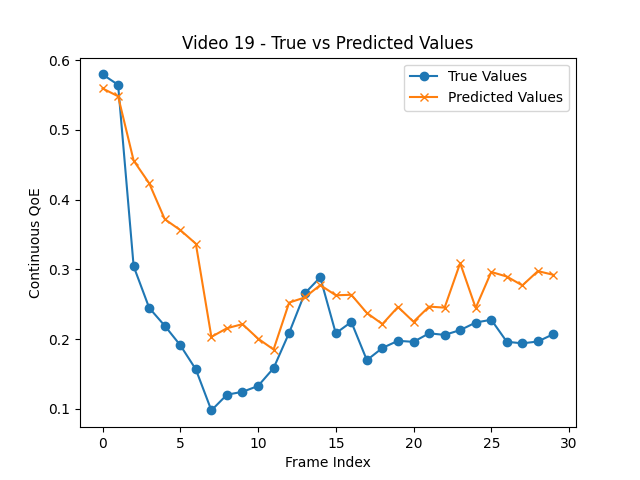 Video 19 - True vs Predicted Values
True Values
Predicted Values
Continuous QoE
0.6
0.5
0.4
0.3
0.2
0.1
0 5 10 15 20 25 30
Frame Index